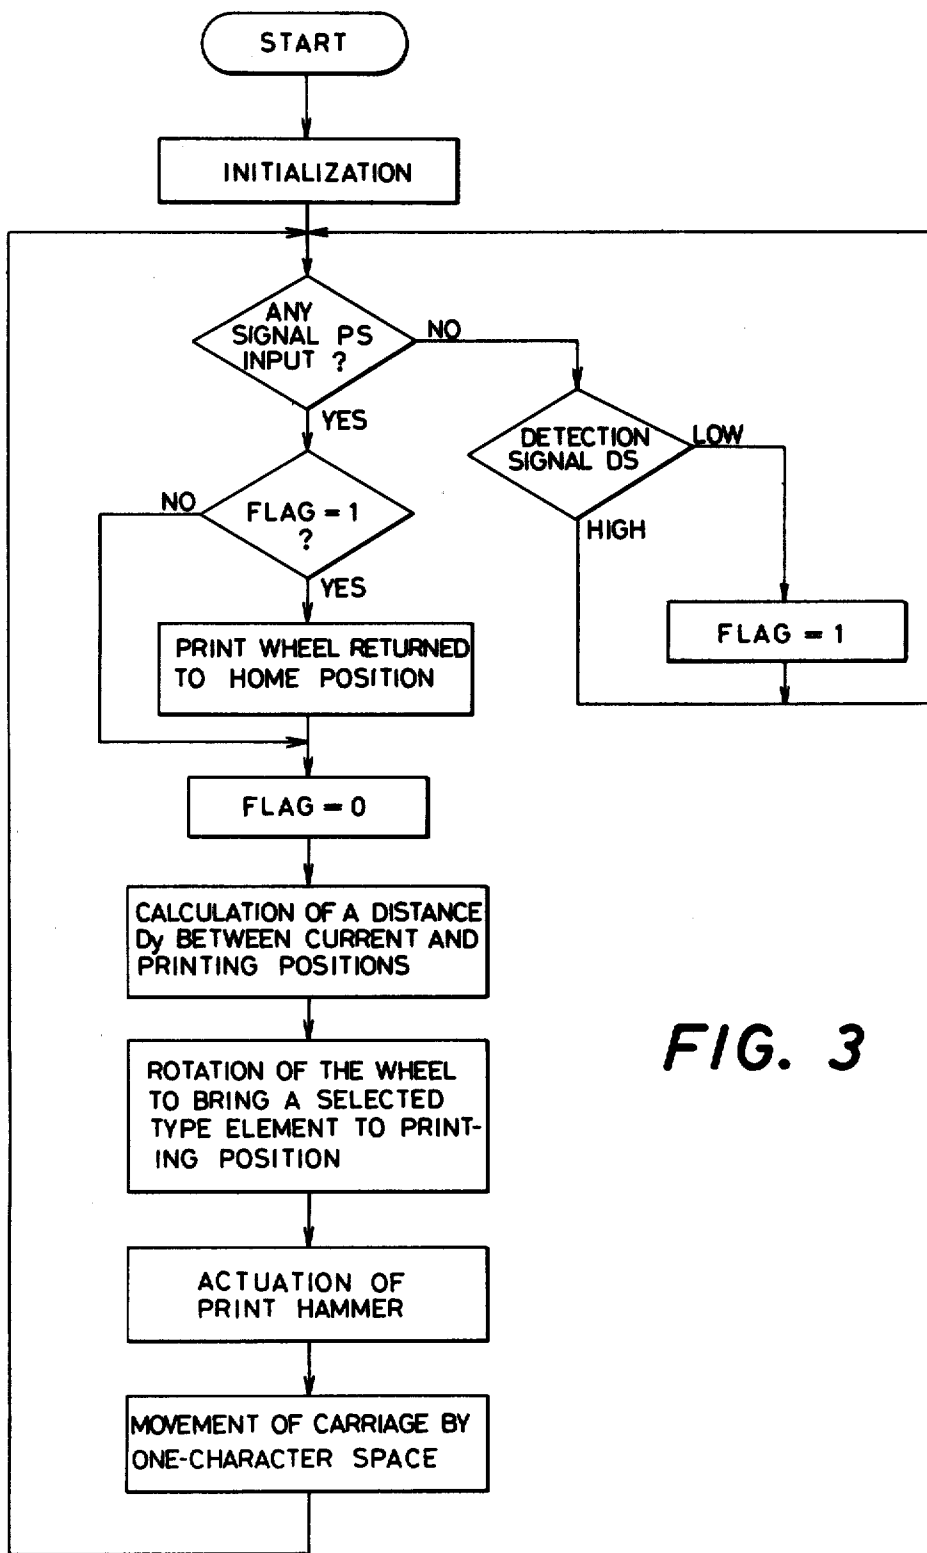 START
INITIALIZATION
ANY
SIGNAL PS
INPUT ?
NO
YES
DETECTION
SIGNAL DS
LOW
HIGH
FLAG = 1
NO
FLAG = 1
?
YES
PRINT WHEEL RETURNED
TO HOME POSITION
FLAG = 0
CALCULATION OF A DISTANCE
Dy BETWEEN CURRENT AND
PRINTING POSITIONS
ROTATION OF THE WHEEL
TO BRING A SELECTED
TYPE ELEMENT TO PRINT-
ING POSITION
ACTUATION OF
PRINT HAMMER
MOVEMENT OF CARRIAGE BY
ONE-CHARACTER SPACE
FIG. 3